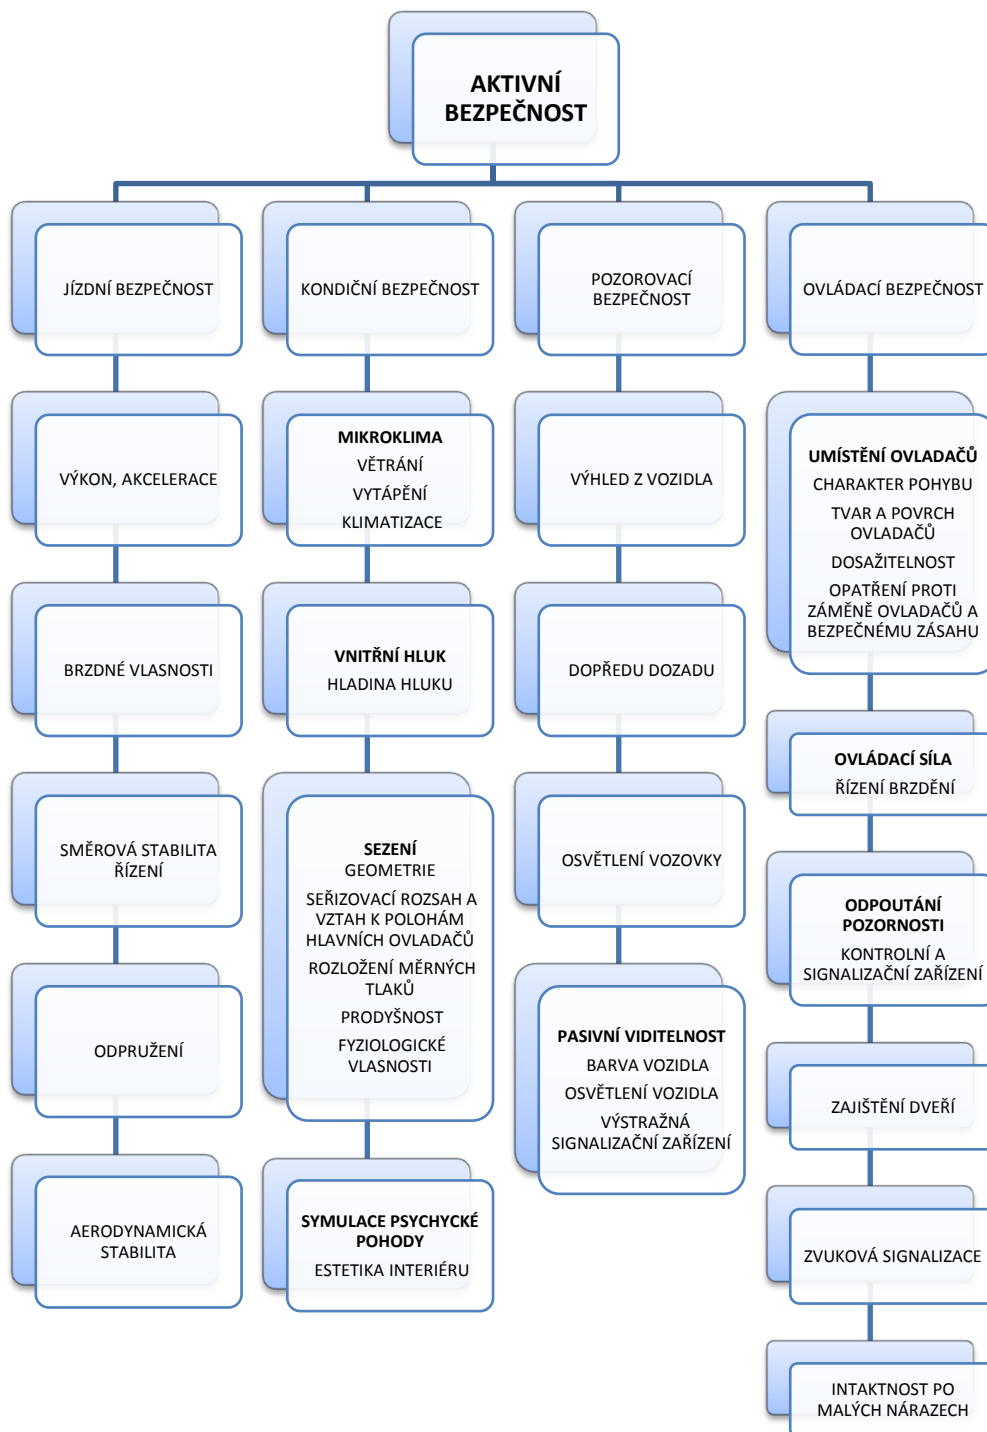 AKTIVNÍ
BEZPEČNOST
JÍZDNÍ BEZPEČNOST
VÝKON, AKCELERACE
BRZDNÉ VLASNOSTI
SMĚROVÁ STABILITA
ŘÍZENÍ
ODPRUŽENÍ
AERODYNAMICKÁ
STABILITA
KONDIČNÍ BEZPEČNOST
MIKROKLIMA
VĚTRÁNÍ
VYTÁPĚNÍ
KLIMATIZACE
VNITŘNÍ HLUK
HLADINA HLUKU
SEZENÍ
GEOMETRIE
SEŘIZOVACÍ ROZSAH A
VZTAH K POLOHÁM
HLAVNÍCH OVLADAČŮ
ROZLOŽENÍ MĚRNÝCH
TLAKŮ
PRODYŠNOST
FYZIOLOGICKÉ
VLASNOSTI
SYMULACE PSYCHYCKÉ
POHODY
ESTETIKA INTERIÉRU
POZOROVACÍ
BEZPEČNOST
VÝHLED Z VOZIDLA
DOPŘEDU DOZADU
OSVĚTLENÍ VOZOVKY
PASIVNÍ VIDITELNOST
BARVA VOZIDLA
OSVĚTLENÍ VOZIDLA
VÝSTRAŽNÁ
SIGNALIZAČNÍ ZAŘÍZENÍ
OVLÁDACÍ BEZPEČNOST
UMÍSTĚNÍ OVLADAČŮ
CHARAKTER POHYBU
TVAR A POVRCH
OVLADAČŮ
DOSAŽITELNOST
OPATŘENÍ PROTI
ZÁMĚNĚ OVLADAČŮ A
BEZPEČNÉMU ZÁSAHU
OVLÁDACÍ SÍLA
ŘÍZENÍ BRZDĚNÍ
ODPOUTÁNÍ
POZORNOSTI
KONTROLNÍ A
SIGNALIZAČNÍ ZAŘÍZENÍ
ZAJIŠTĚNÍ DVEŘÍ
ZVUKOVÁ SIGNALIZACE
INTAKTNOST PO
MALÝCH NÁRAZECH